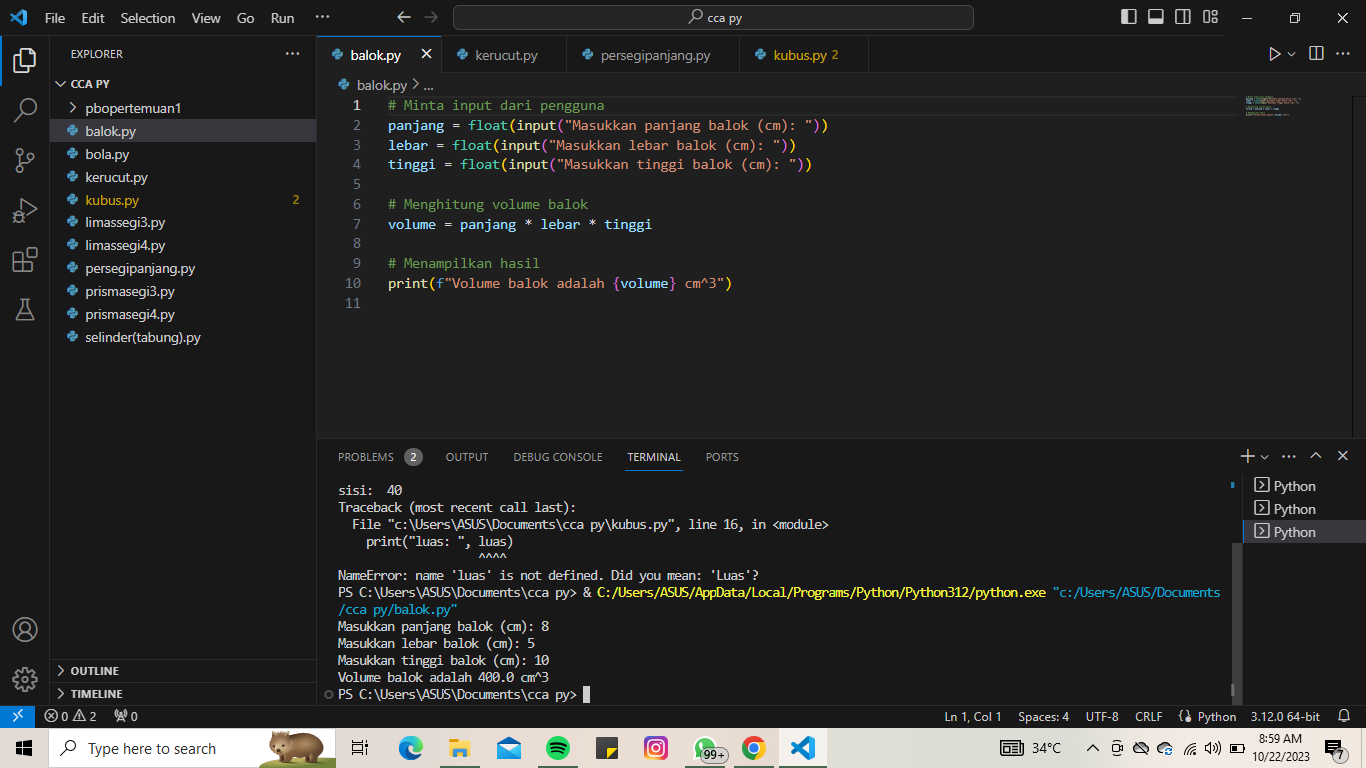 File Edit Selection View Go Run ··· cca py
EXPLORER ···
CCA PY
pbopertemuan1
balok.py
bola.py
kerucut.py
kubus.py 2
limassegi3.py
limassegi4.py
persegipanjang.py
prismasegi3.py
prismasegi4.py
selinder(tabung).py
OUTLINE
TIMELINE
balok.py kerucut.py persegipanjang.py kubus.py 2
balok.py > ...
1 # Minta input dari pengguna
2 panjang = float(input("Masukkan panjang balok (cm): "))
3 lebar = float(input("Masukkan lebar balok (cm): "))
4 tinggi = float(input("Masukkan tinggi balok (cm): "))
5
6 # Menghitung volume balok
7 volume = panjang * lebar * tinggi
8
9 # Menampilkan hasil
10 print(f"Volume balok adalah {volume} cm^3")
11
PROBLEMS 2 OUTPUT DEBUG CONSOLE TERMINAL PORTS
sisi:  40
Traceback (most recent call last):
  File "c:\Users\ASUS\Documents\cca py\kubus.py", line 16, in <module>
    print("luas: ", luas)
                    ^^^^
NameError: name 'luas' is not defined. Did you mean: 'Luas'?
PS C:\Users\ASUS\Documents\cca py> & C:/Users/ASUS/AppData/Local/Programs/Python/Python312/python.exe "c:/Users/ASUS/Documents
/cca py/balok.py"
Masukkan panjang balok (cm): 8
Masukkan lebar balok (cm): 5
Masukkan tinggi balok (cm): 10
Volume balok adalah 400.0 cm^3
PS C:\Users\ASUS\Documents\cca py>
Python
Python
Python
0 2 0 Ln 1, Col 1 Spaces: 4 UTF-8 CRLF Python 3.12.0 64-bit
Type here to search 99+ 34°C 8:59 AM
10/22/2023 7